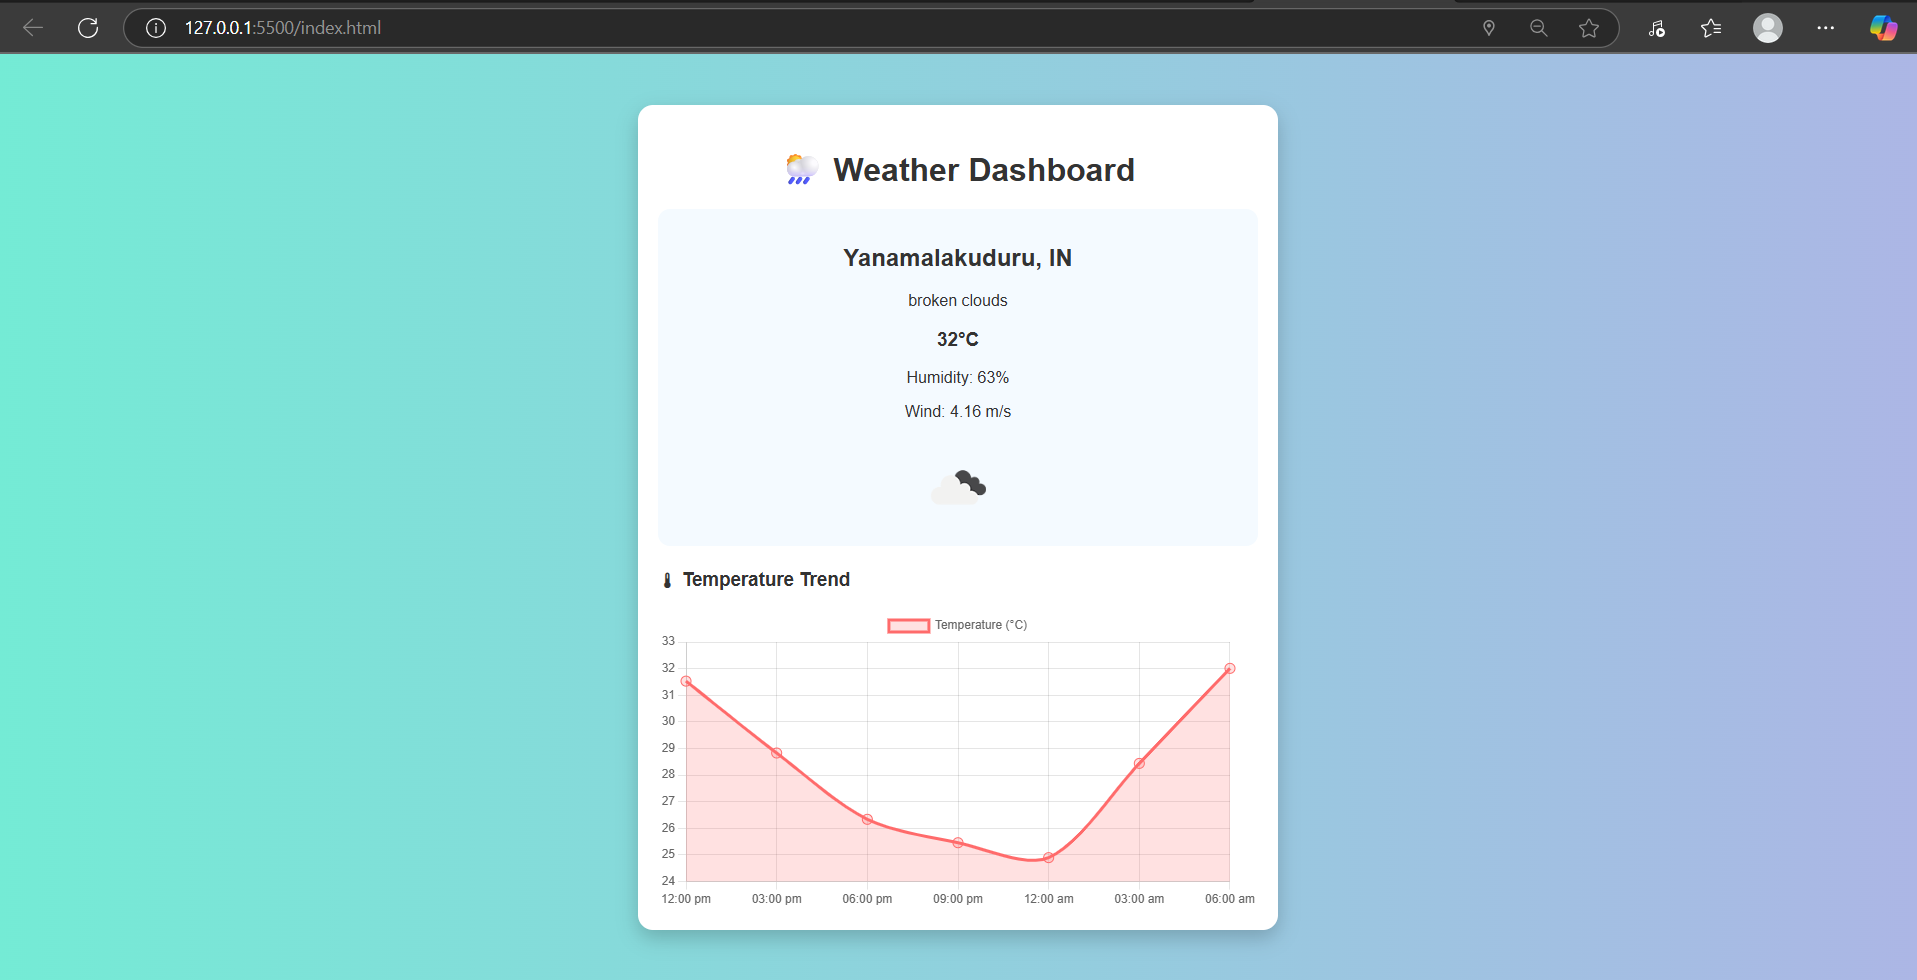 127.0.0.1:5500/index.html
Weather Dashboard
Yanamalakuduru, IN
broken clouds
32°C
Humidity: 63%
Wind: 4.16 m/s
Temperature Trend
Temperature (°C)
33
32
31
30
29
28
27
26
25
24
12:00 pm 03:00 pm 06:00 pm 09:00 pm 12:00 am 03:00 am 06:00 am